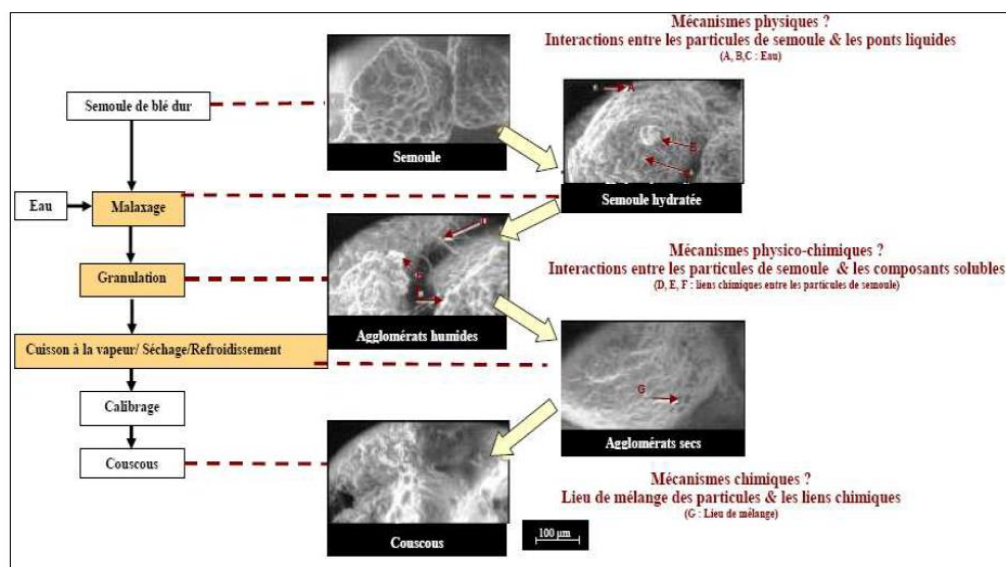 Mécanismes physiques ?
Interactions entre les particules de semoule & les ponts liquides
(A, B,C : Eau)
Semoule de blé dur
Semoule
A
B
Eau
Malaxage
Semoule hydratée
Mécanismes physico-chimiques ?
Interactions entre les particules de semoule & les composants solubles
(D, E, F : liens chimiques entre les particules de semoule)
Granulation
Agglomérats humides
Cuisson à la vapeur/ Séchage/Refroidissement
G
Calibrage
Agglomérats secs
Couscous
Mécanismes chimiques ?
Lieu de mélange des particules & les liens chimiques
(G : Lieu de mélange)
Couscous
100 µm